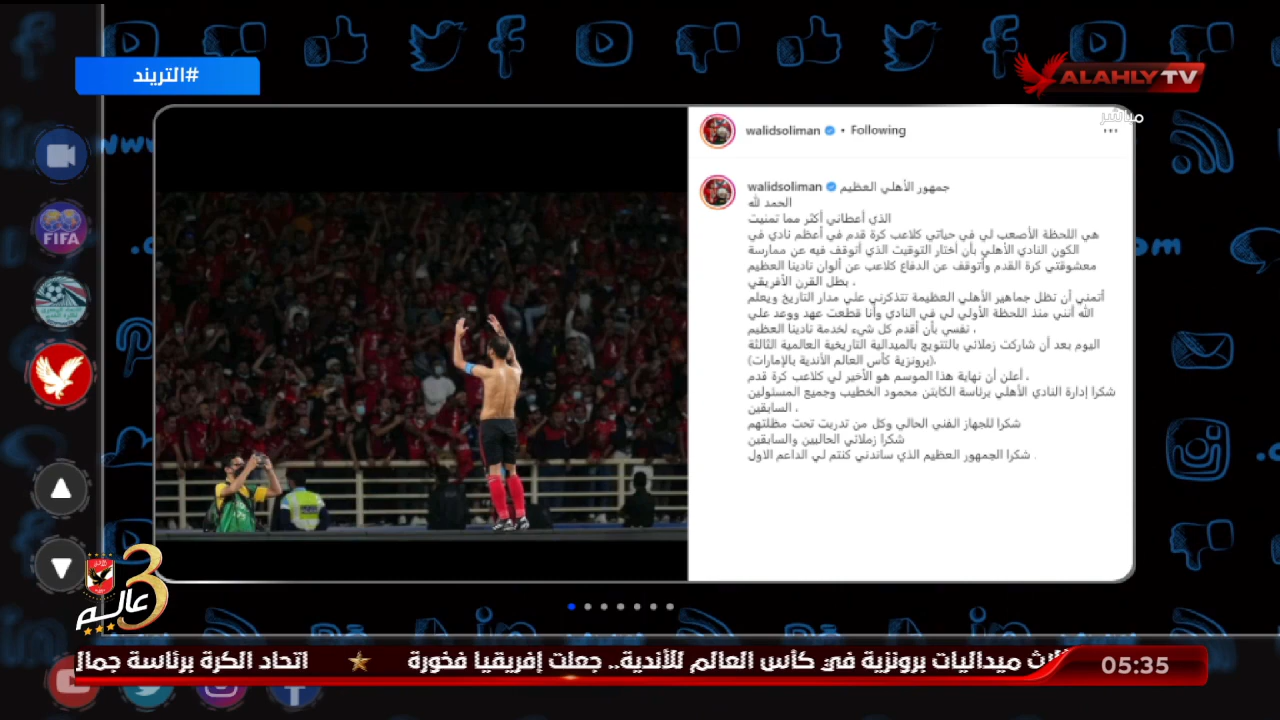 #التريند
ALAHLY TV
مباشر
walidsoliman • Following
walidsoliman جمهور الأهلي العظيم
الحمد لله
الذي أعطاني أكثر مما تمنيت
هي اللحظة الأصعب لي في حياتي كلاعب كرة قدم في أعظم نادي في
الكون النادي الأهلي بأن أختار التوقيت الذي أتوقف فيه عن ممارسة
معشوقتي كرة القدم وأتوقف عن الدفاع كلاعب عن ألوان نادينا العظيم
بطل القرن الأفريقي .
أتمني أن تظل جماهير الأهلي العظيمة تتذكرني علي مدار التاريخ ويعلم
الله أنني منذ اللحظة الأولي لي في النادي وأنا قطعت عهد ووعد علي
نفسي بأن أقدم كل شيء لخدمة نادينا العظيم .
اليوم بعد أن شاركت زملائي بالتتويج بالميدالية التاريخية العالمية الثالثة
(برونزية كأس العالم الأندية بالإمارات).
أعلن أن نهاية هذا الموسم هو الأخير لي كلاعب كرة قدم .
شكرا إدارة النادي الأهلي برئاسة الكابتن محمود الخطيب وجميع المسئولين
السابقين .
شكرا للجهاز الفني الحالي وكل من تدربت تحت مظلتهم
شكرا زملائي الحاليين والسابقين
شكرا الجمهور العظيم الذي ساندني كنتم لي الداعم الاول .
FIFA
3
عالم
ميداليات برونزية في كأس العالم للأندية.. جعلت إفريقيا فخورة ★ اتحاد الكرة برئاسة جمال
05:35